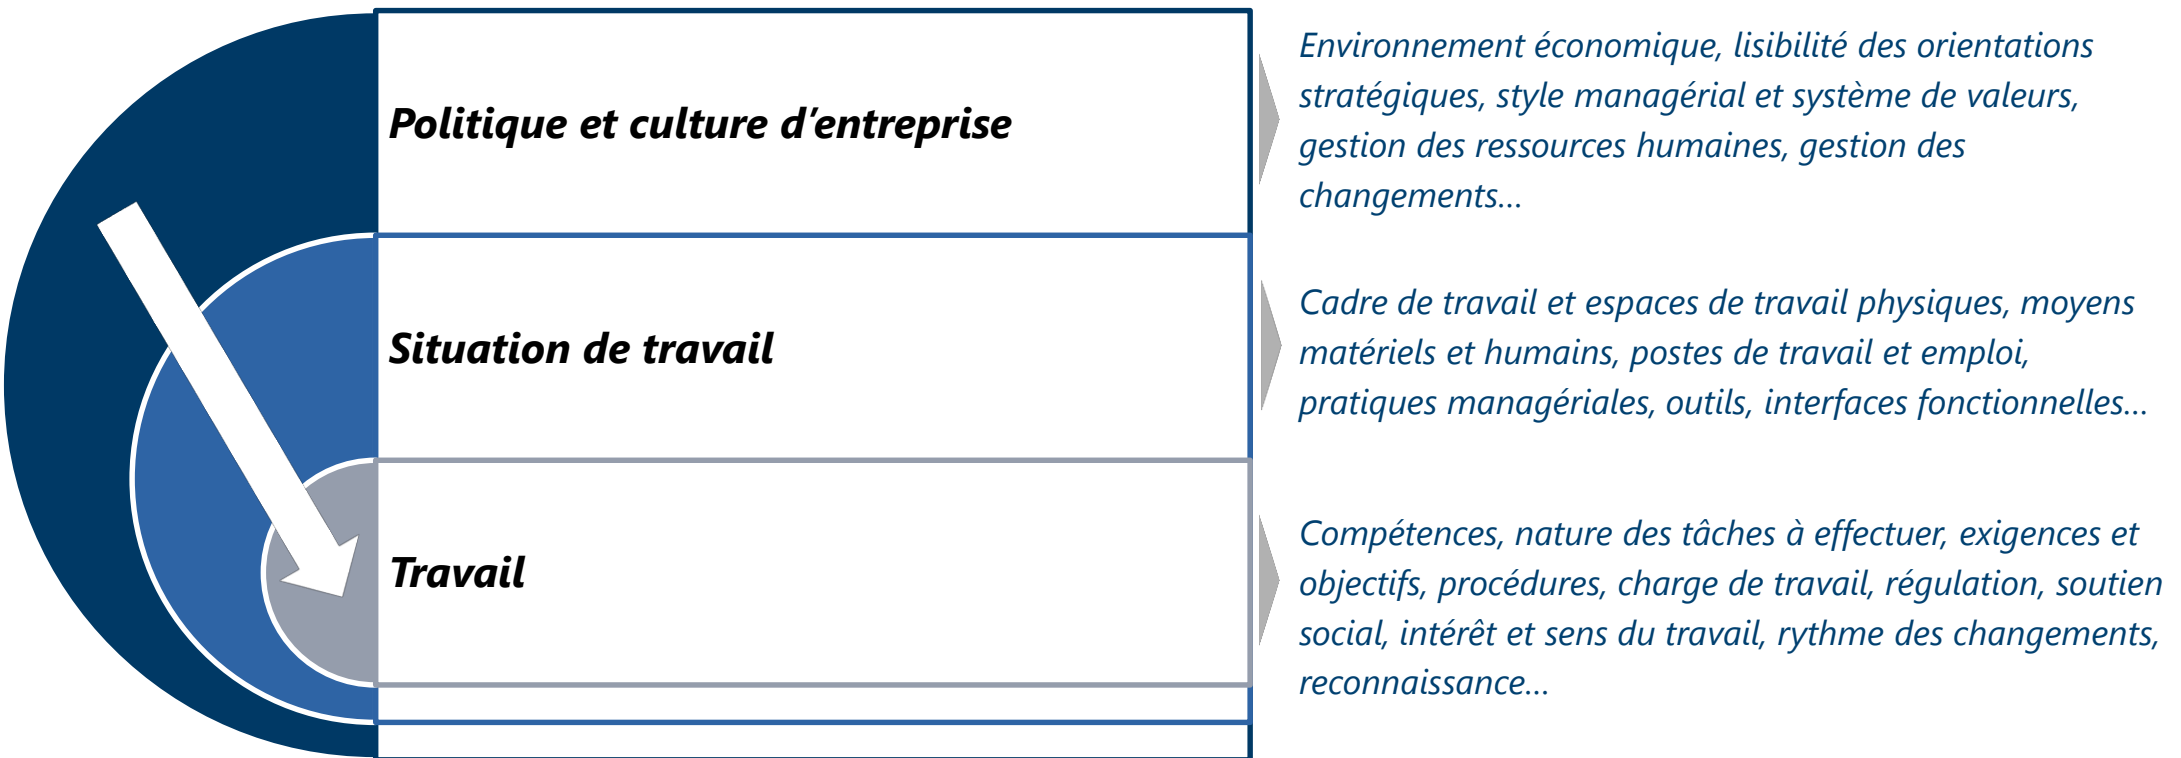 Politique et culture d’entreprise
Environnement économique, lisibilité des orientations
stratégiques, style managérial et système de valeurs,
gestion des ressources humaines, gestion des
changements…
Situation de travail
Cadre de travail et espaces de travail physiques, moyens
matériels et humains, postes de travail et emploi,
pratiques managériales, outils, interfaces fonctionnelles…
Travail
Compétences, nature des tâches à effectuer, exigences et
objectifs, procédures, charge de travail, régulation, soutien
social, intérêt et sens du travail, rythme des changements,
reconnaissance…